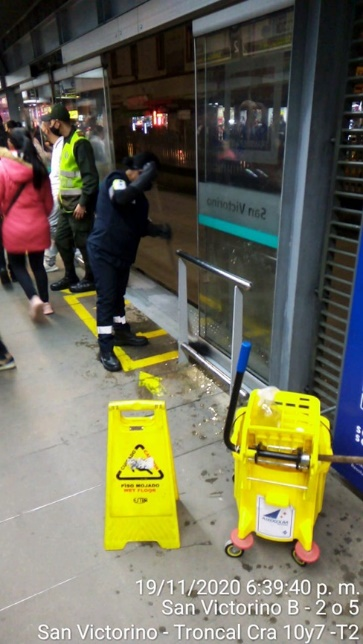 San Victorino
PISO MOJADO
WET FLOOR
19/11/2020 6:39:40 p. m.
San Victorino B - 2 o 5
San Victorino - Troncal Cra 10y7 -T2